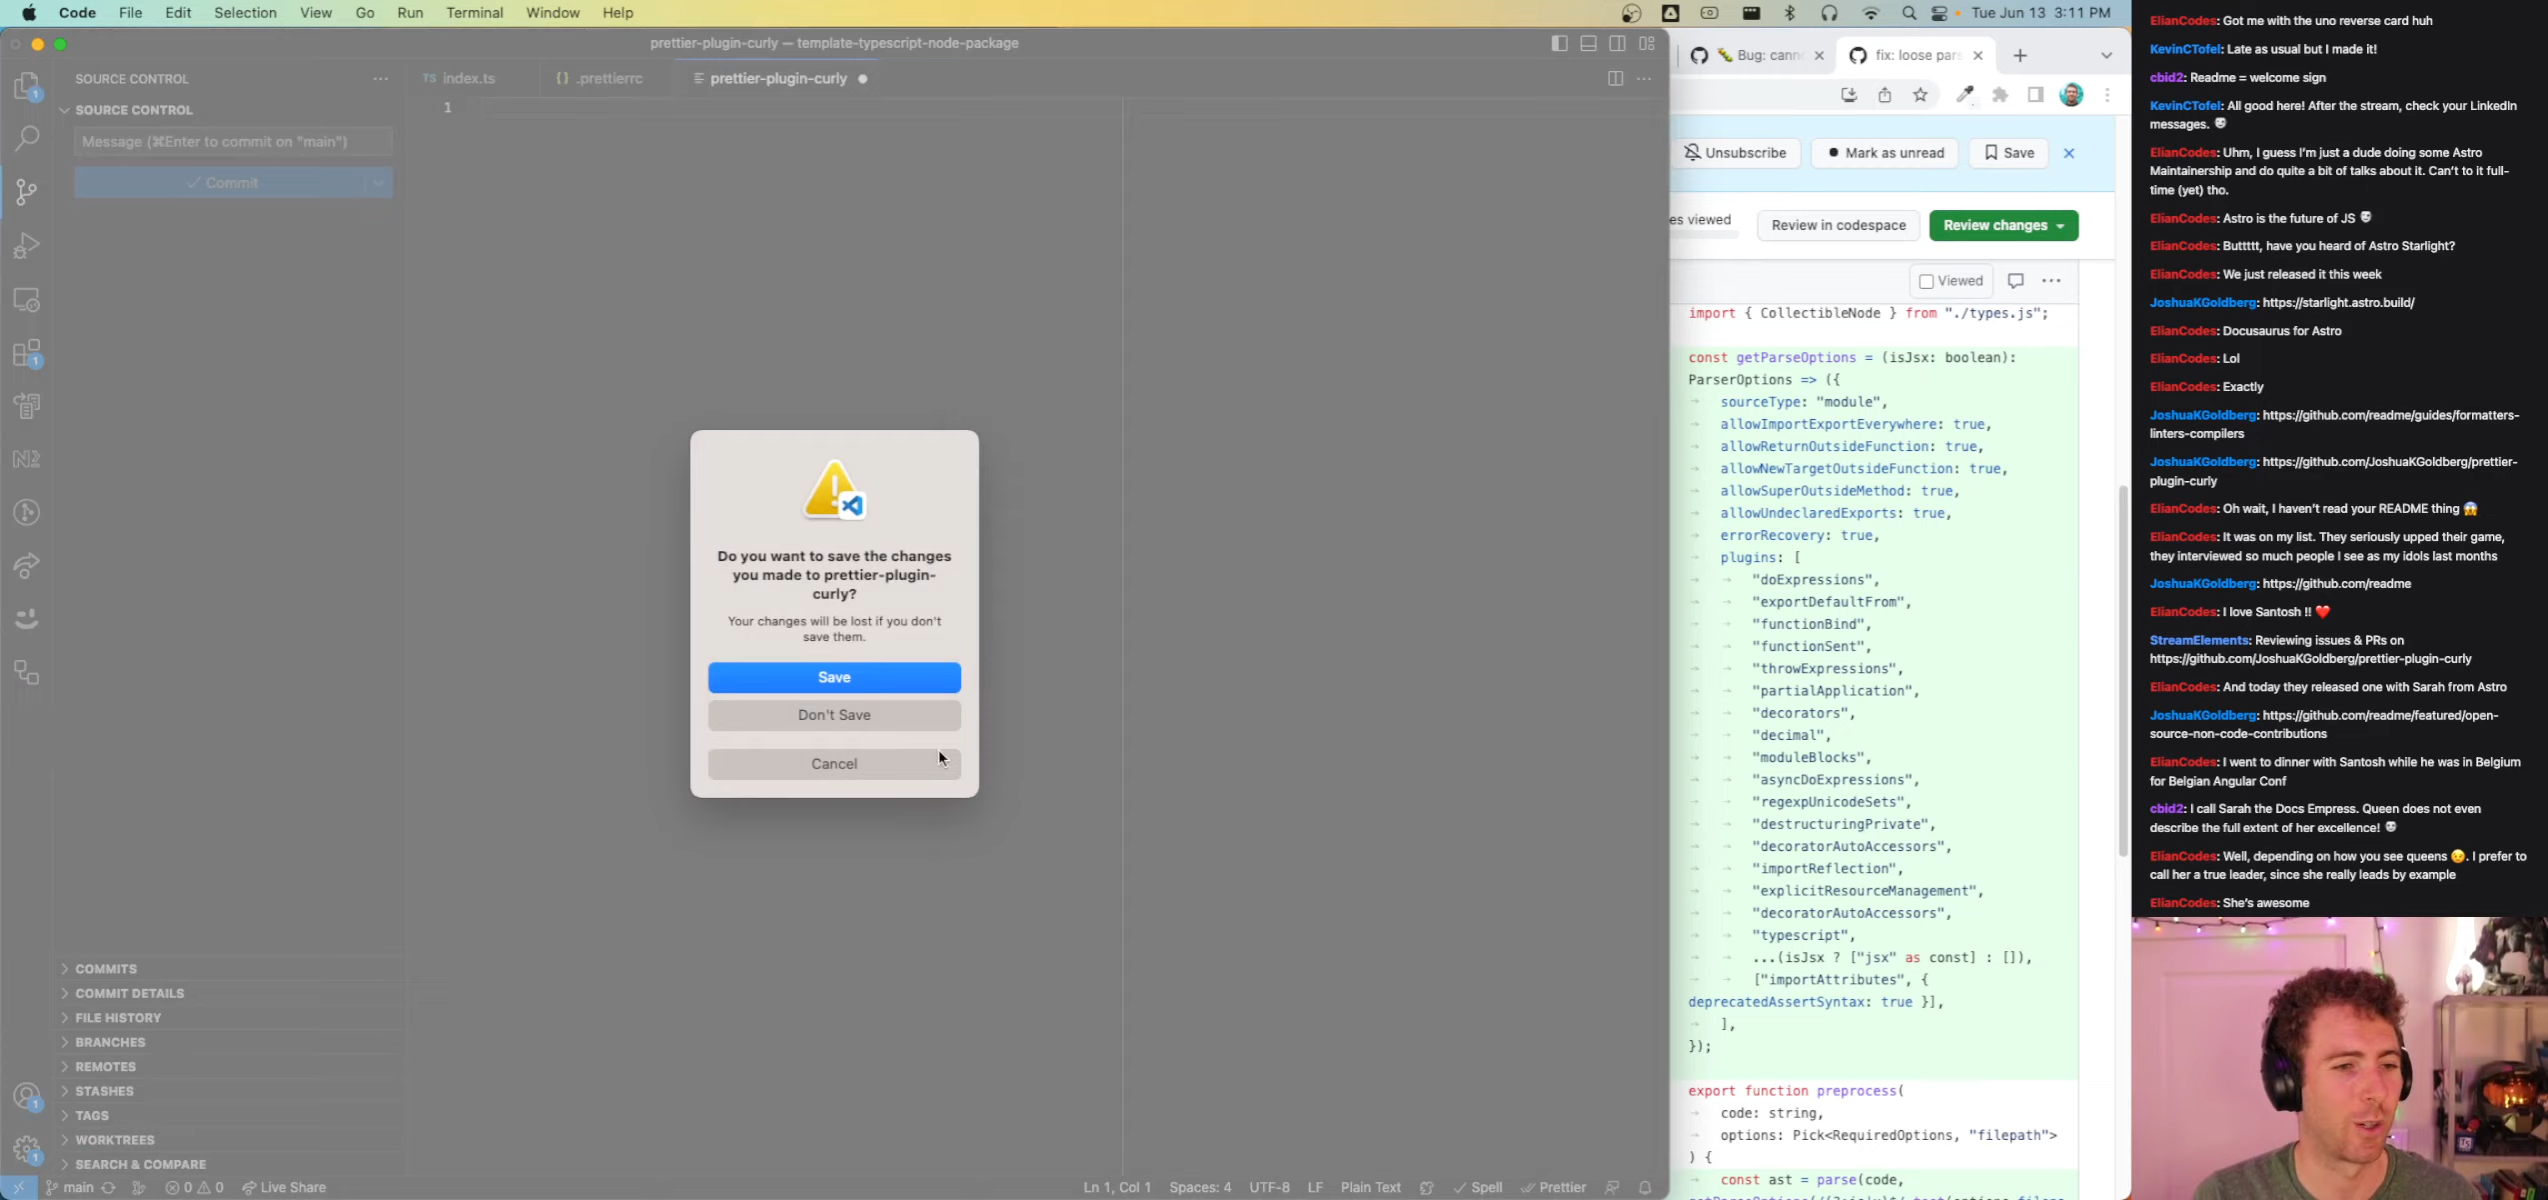 Code File Edit Selection View Go Run Terminal Window Help
Tue Jun 13 3:11 PM
prettier-plugin-curly — template-typescript-node-package
SOURCE CONTROL
SOURCE CONTROL
Message (⌘Enter to commit on "main")
Commit
COMMITS
COMMIT DETAILS
FILE HISTORY
BRANCHES
REMOTES
STASHES
TAGS
WORKTREES
SEARCH & COMPARE
1
1
1
1
TS index.ts
{} .prettierrc
prettier-plugin-curly
1
Do you want to save the changes
you made to prettier-plugin-
curly?
Your changes will be lost if you don't
save them.
Save
Don't Save
Cancel
main 0 0 Live Share
Ln 1, Col 1 Spaces: 4 UTF-8 LF Plain Text Spell Prettier
Bug: canno
fix: loose pars
Unsubscribe
Mark as unread
Save
es viewed
Review in codespace
Review changes
Viewed
import { CollectibleNode } from "./types.js";
const getParseOptions = (isJsx: boolean):
ParserOptions => ({
sourceType: "module",
allowImportExportEverywhere: true,
allowReturnOutsideFunction: true,
allowNewTargetOutsideFunction: true,
allowSuperOutsideMethod: true,
allowUndeclaredExports: true,
errorRecovery: true,
plugins: [
"doExpressions",
"exportDefaultFrom",
"functionBind",
"functionSent",
"throwExpressions",
"partialApplication",
"decorators",
"decimal",
"moduleBlocks",
"asyncDoExpressions",
"regexpUnicodeSets",
"destructuringPrivate",
"decoratorAutoAccessors",
"importReflection",
"explicitResourceManagement",
"decoratorAutoAccessors",
"typescript",
...(isJsx ? ["jsx" as const] : []),
["importAttributes", {
deprecatedAssertSyntax: true }],
],
});
export function preprocess(
code: string,
options: Pick<RequiredOptions, "filepath">
) {
const ast = parse(code,
ElianCodes: Got me with the uno reverse card huh
KevinCTofel: Late as usual but I made it!
cbid2: Readme = welcome sign
KevinCTofel: All good here! After the stream, check your LinkedIn
messages.
ElianCodes: Uhm, I guess I'm just a dude doing some Astro
Maintainership and do quite a bit of talks about it. Can't to it full-
time (yet) tho.
ElianCodes: Astro is the future of JS
ElianCodes: Buttttt, have you heard of Astro Starlight?
ElianCodes: We just released it this week
JoshuaKGoldberg: https://starlight.astro.build/
ElianCodes: Docusaurus for Astro
ElianCodes: Lol
ElianCodes: Exactly
JoshuaKGoldberg: https://github.com/readme/guides/formatters-
linters-compilers
JoshuaKGoldberg: https://github.com/JoshuaKGoldberg/prettier-
plugin-curly
ElianCodes: Oh wait, I haven't read your README thing 😱
ElianCodes: It was on my list. They seriously upped their game,
they interviewed so much people I see as my idols last months
JoshuaKGoldberg: https://github.com/readme
ElianCodes: I love Santosh !! ❤️
StreamElements: Reviewing issues & PRs on
https://github.com/JoshuaKGoldberg/prettier-plugin-curly
ElianCodes: And today they released one with Sarah from Astro
JoshuaKGoldberg: https://github.com/readme/featured/open-
source-non-code-contributions
ElianCodes: I went to dinner with Santosh while he was in Belgium
for Belgian Angular Conf
cbid2: I call Sarah the Docs Empress. Queen does not even
describe the full extent of her excellence!
ElianCodes: Well, depending on how you see queens 😉. I prefer to
call her a true leader, since she really leads by example
ElianCodes: She's awesome